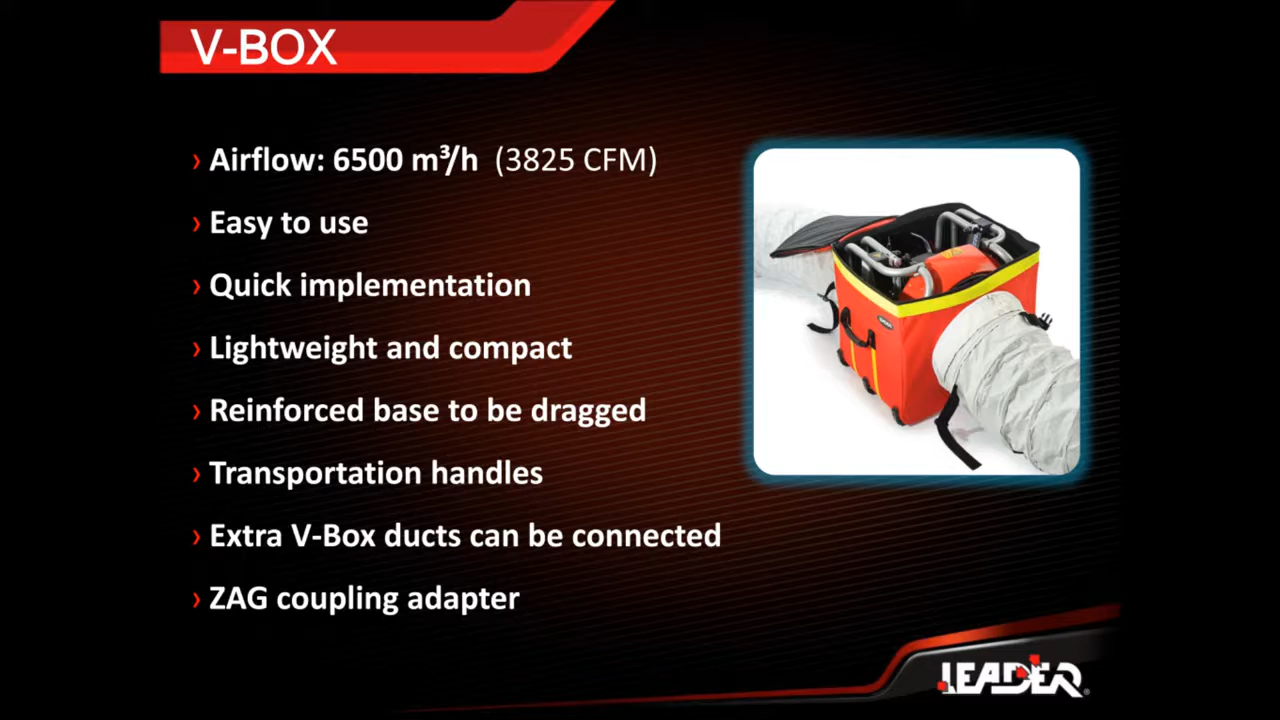 V-BOX
› Airflow: 6500 m³/h (3825 CFM)
› Easy to use
› Quick implementation
› Lightweight and compact
› Reinforced base to be dragged
› Transportation handles
› Extra V-Box ducts can be connected
› ZAG coupling adapter
LEADER®